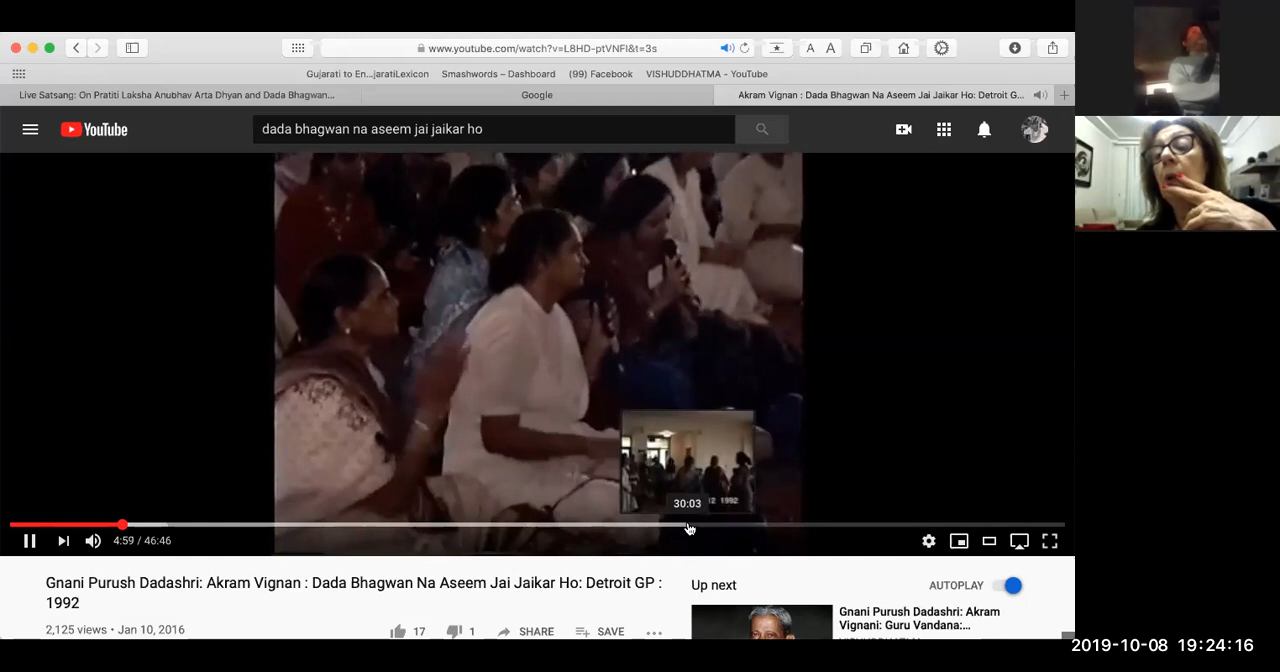 www.youtube.com/watch?v=L8HD-ptVNFI&t=3s
A A
Gujarati to En...jaratiLexicon Smashwords – Dashboard (99) Facebook VISHUDDHATMA - YouTube
Live Satsang: On Pratiti Laksha Anubhav Arta Dhyan and Dada Bhagwan... Google Akram Vignan : Dada Bhagwan Na Aseem Jai Jaikar Ho: Detroit G...
YouTube
dada bhagwan na aseem jai jaikar ho
2 1992
30:03
4:59 / 46:46
Gnani Purush Dadashri: Akram Vignan : Dada Bhagwan Na Aseem Jai Jaikar Ho: Detroit GP :
1992
2,125 views • Jan 10, 2016
17 1 SHARE SAVE
Up next AUTOPLAY
Gnani Purush Dadashri: Akram
Vignani: Guru Vandana;...
2019-10-08 19:24:16